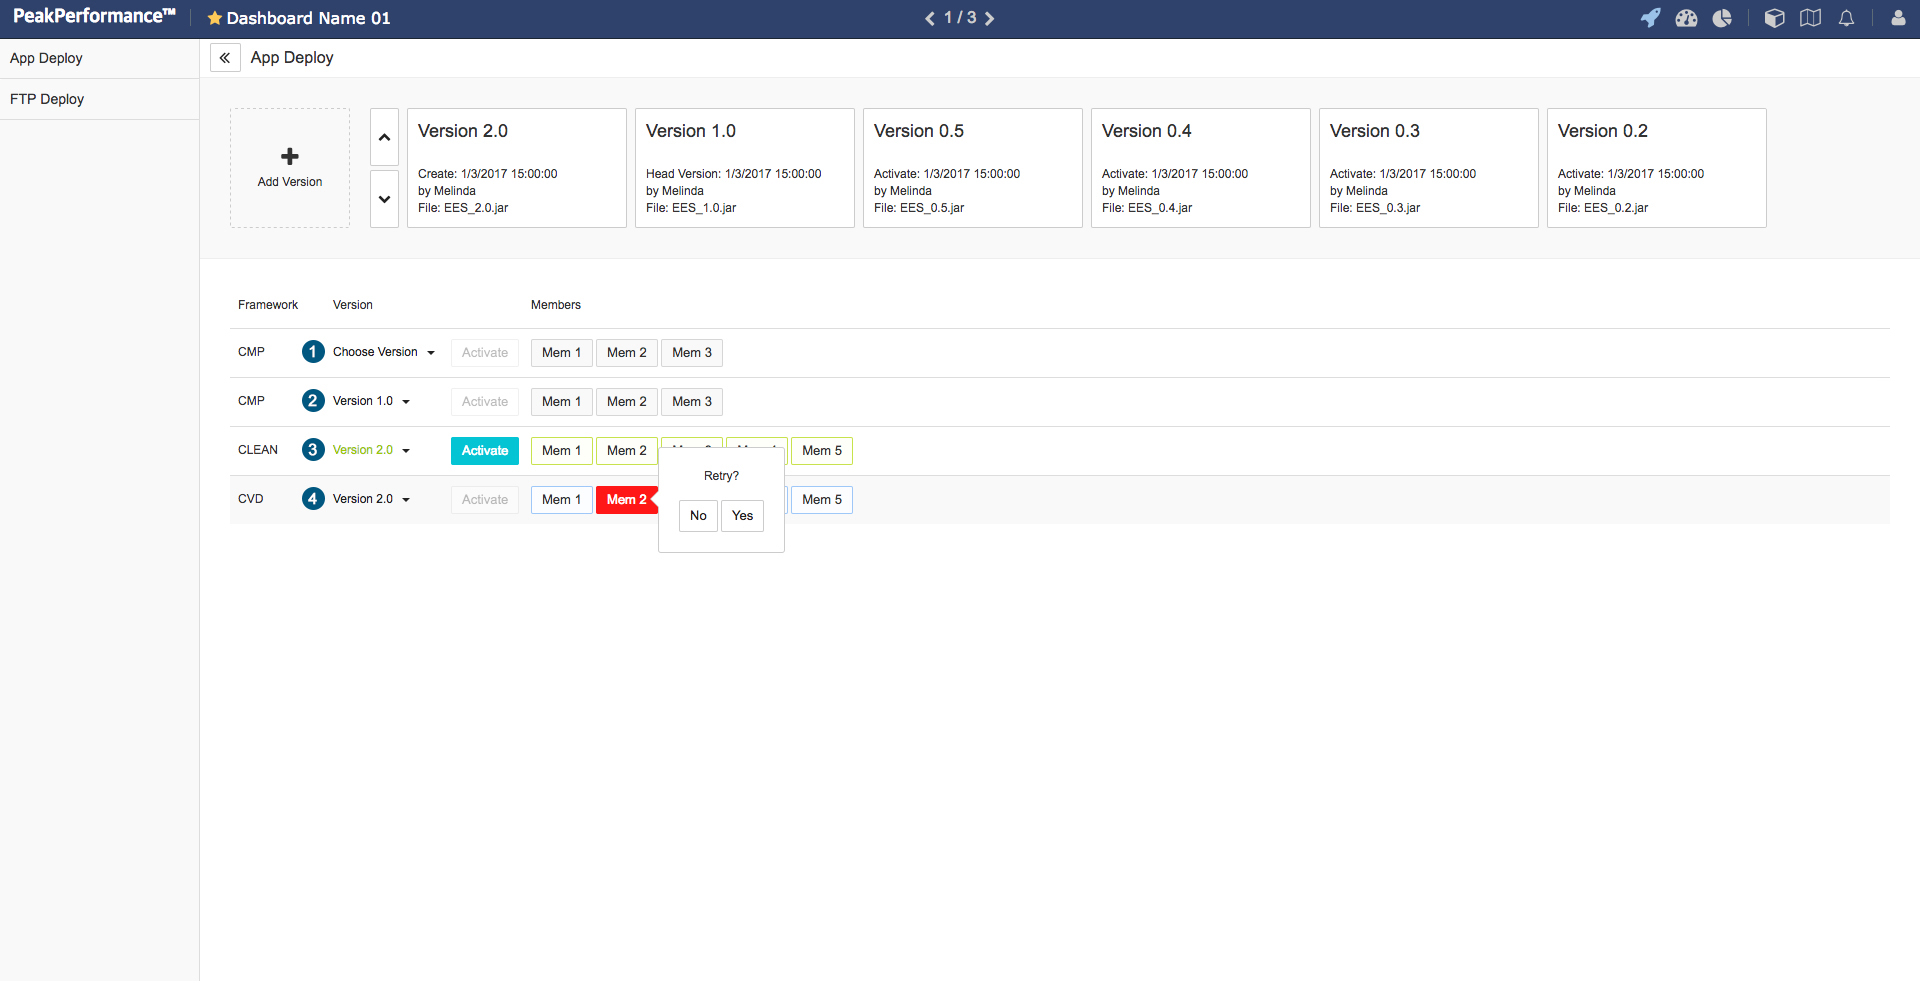 PeakPerformance™
Dashboard Name 01
1 / 3
App Deploy
FTP Deploy
App Deploy
Add Version
Version 2.0
Create: 1/3/2017 15:00:00
by Melinda
File: EES_2.0.jar
Version 1.0
Head Version: 1/3/2017 15:00:00
by Melinda
File: EES_1.0.jar
Version 0.5
Activate: 1/3/2017 15:00:00
by Melinda
File: EES_0.5.jar
Version 0.4
Activate: 1/3/2017 15:00:00
by Melinda
File: EES_0.4.jar
Version 0.3
Activate: 1/3/2017 15:00:00
by Melinda
File: EES_0.3.jar
Version 0.2
Activate: 1/3/2017 15:00:00
by Melinda
File: EES_0.2.jar
Framework Version Members
CMP 1 Choose Version Activate Mem 1 Mem 2 Mem 3
CMP 2 Version 1.0 Activate Mem 1 Mem 2 Mem 3
CLEAN 3 Version 2.0 Activate Mem 1 Mem 2 Mem 5
CVD 4 Version 2.0 Activate Mem 1 Mem 2 Mem 5
Retry?
No Yes